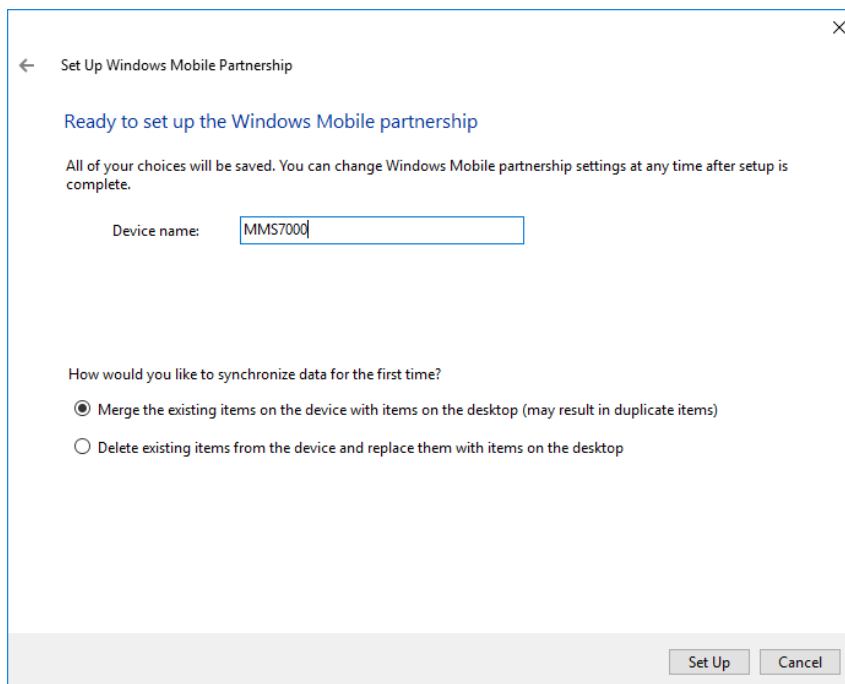 Set Up Windows Mobile Partnership
Ready to set up the Windows Mobile partnership
All of your choices will be saved. You can change Windows Mobile partnership settings at any time after setup is
complete.
Device name: MMS7000
How would you like to synchronize data for the first time?
Merge the existing items on the device with items on the desktop (may result in duplicate items)
Delete existing items from the device and replace them with items on the desktop
Set Up Cancel